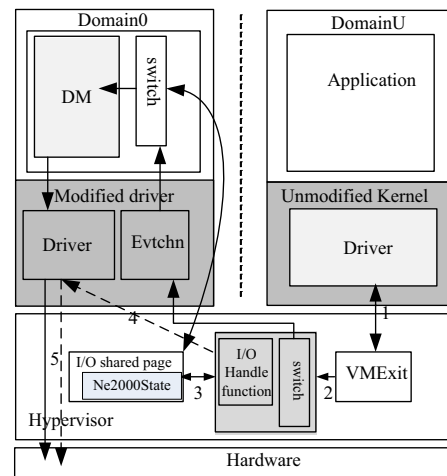 Domain0
DomainU
DM
switch
Application
Modified driver
Unmodified Kernel
Driver
Evtchn
Driver
1
4
5
I/O shared page
Ne2000State
3
I/O
Handle
function
switch
2
VMExit
Hypervisor
Hardware